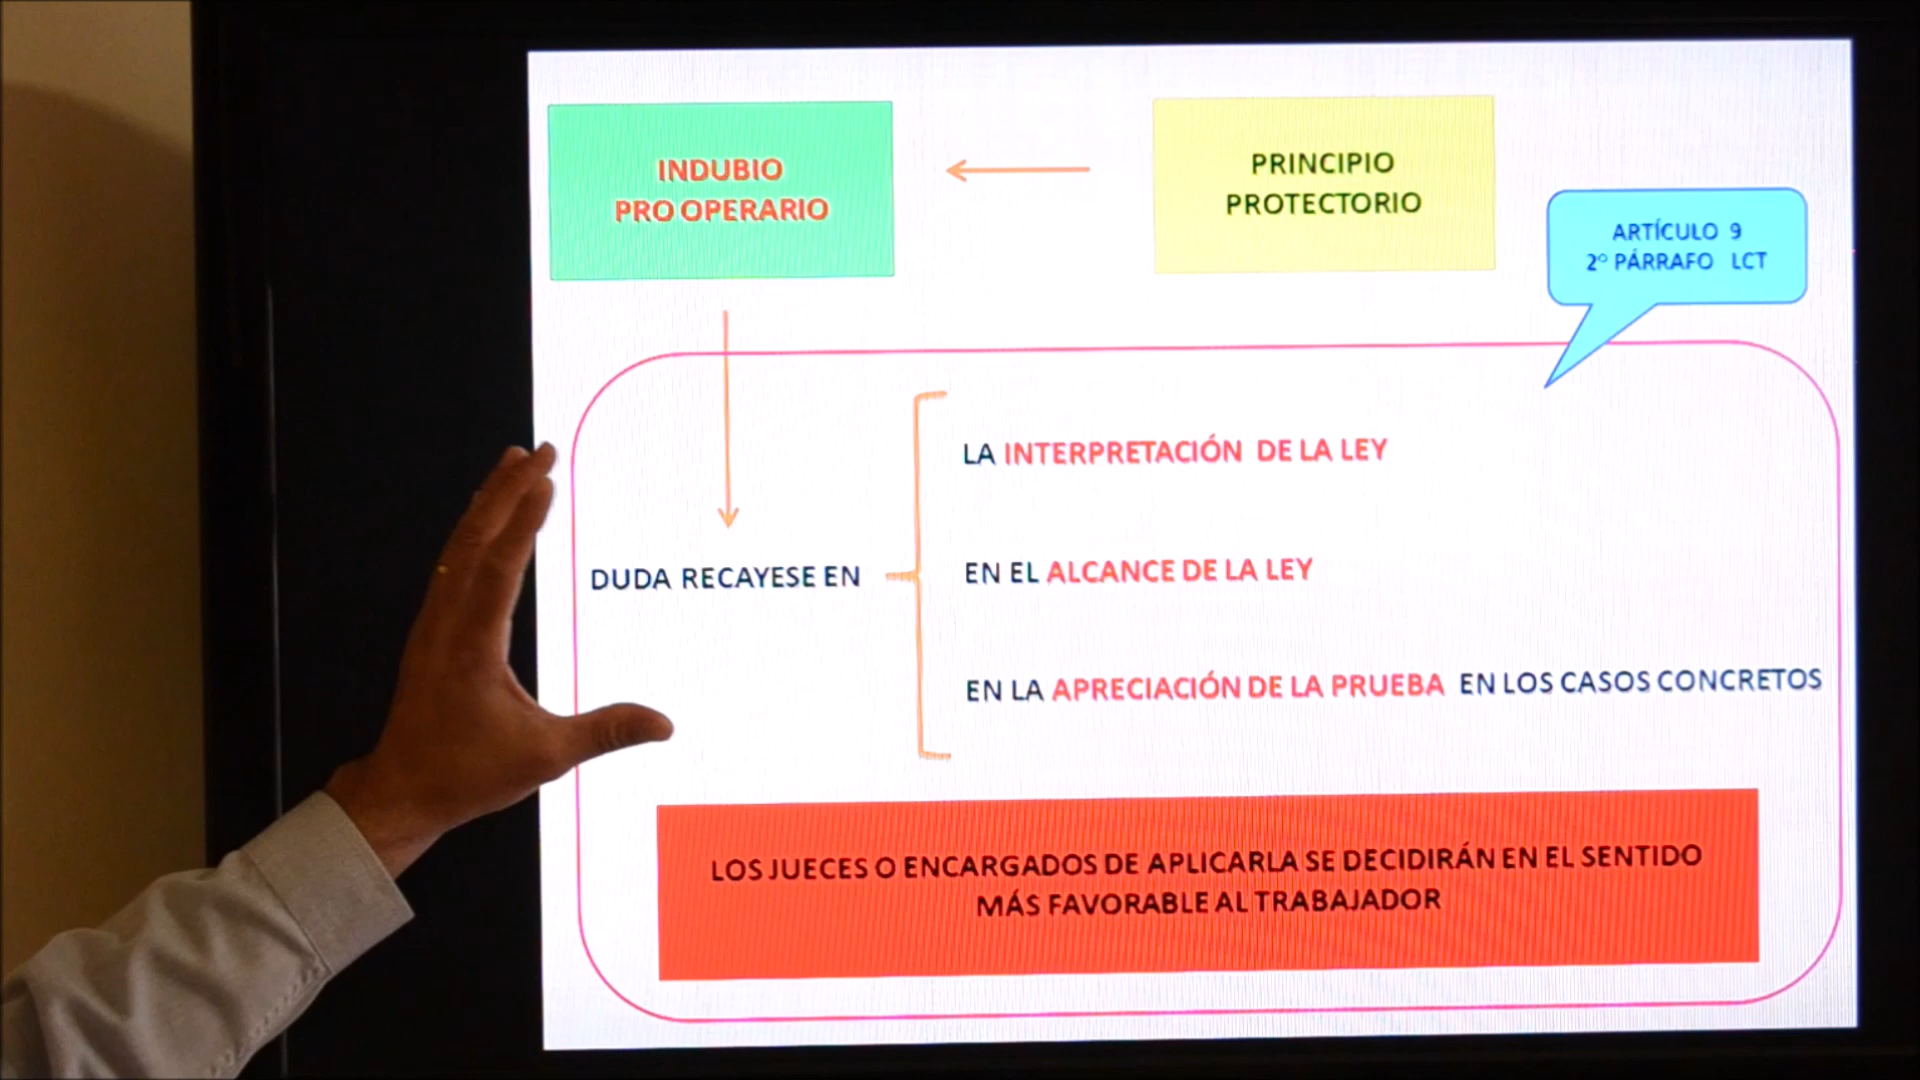 INDUBIO
PRO OPERARIO
PRINCIPIO
PROTECTORIO
ARTÍCULO 9
2º PÁRRAFO LCT
LA INTERPRETACIÓN DE LA LEY
DUDA RECAYESE EN
EN EL ALCANCE DE LA LEY
EN LA APRECIACIÓN DE LA PRUEBA EN LOS CASOS CONCRETOS
LOS JUECES O ENCARGADOS DE APLICARLA SE DECIDIRÁN EN EL SENTIDO
MÁS FAVORABLE AL TRABAJADOR